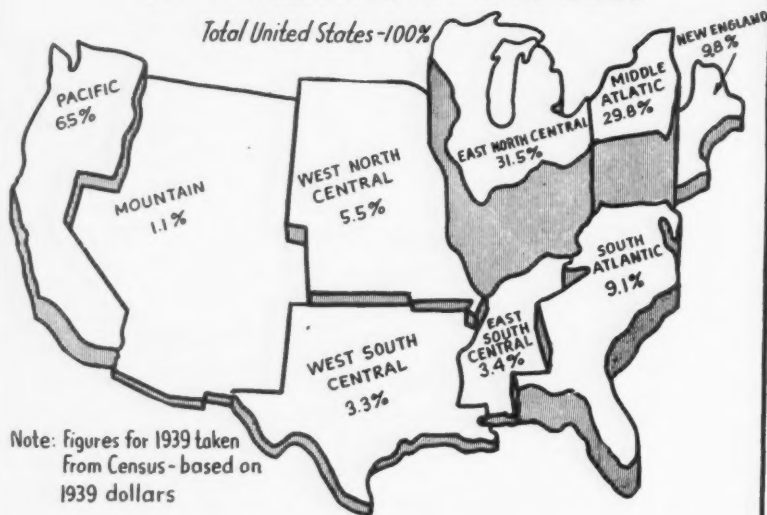 Total United States-100%
NEW ENGLAND
9.8%
PACIFIC
6.5%
MIDDLE
ATLATIC
29.8%
EAST NORTH CENTRAL
31.5%
WEST NORTH
CENTRAL
5.5%
MOUNTAIN
1.1%
SOUTH
ATLANTIC
9.1%
EAST
SOUTH
CENTRAL
3.4%
WEST SOUTH
CENTRAL
3.3%
Note: Figures for 1939 taken
From Census-based on
1939 dollars